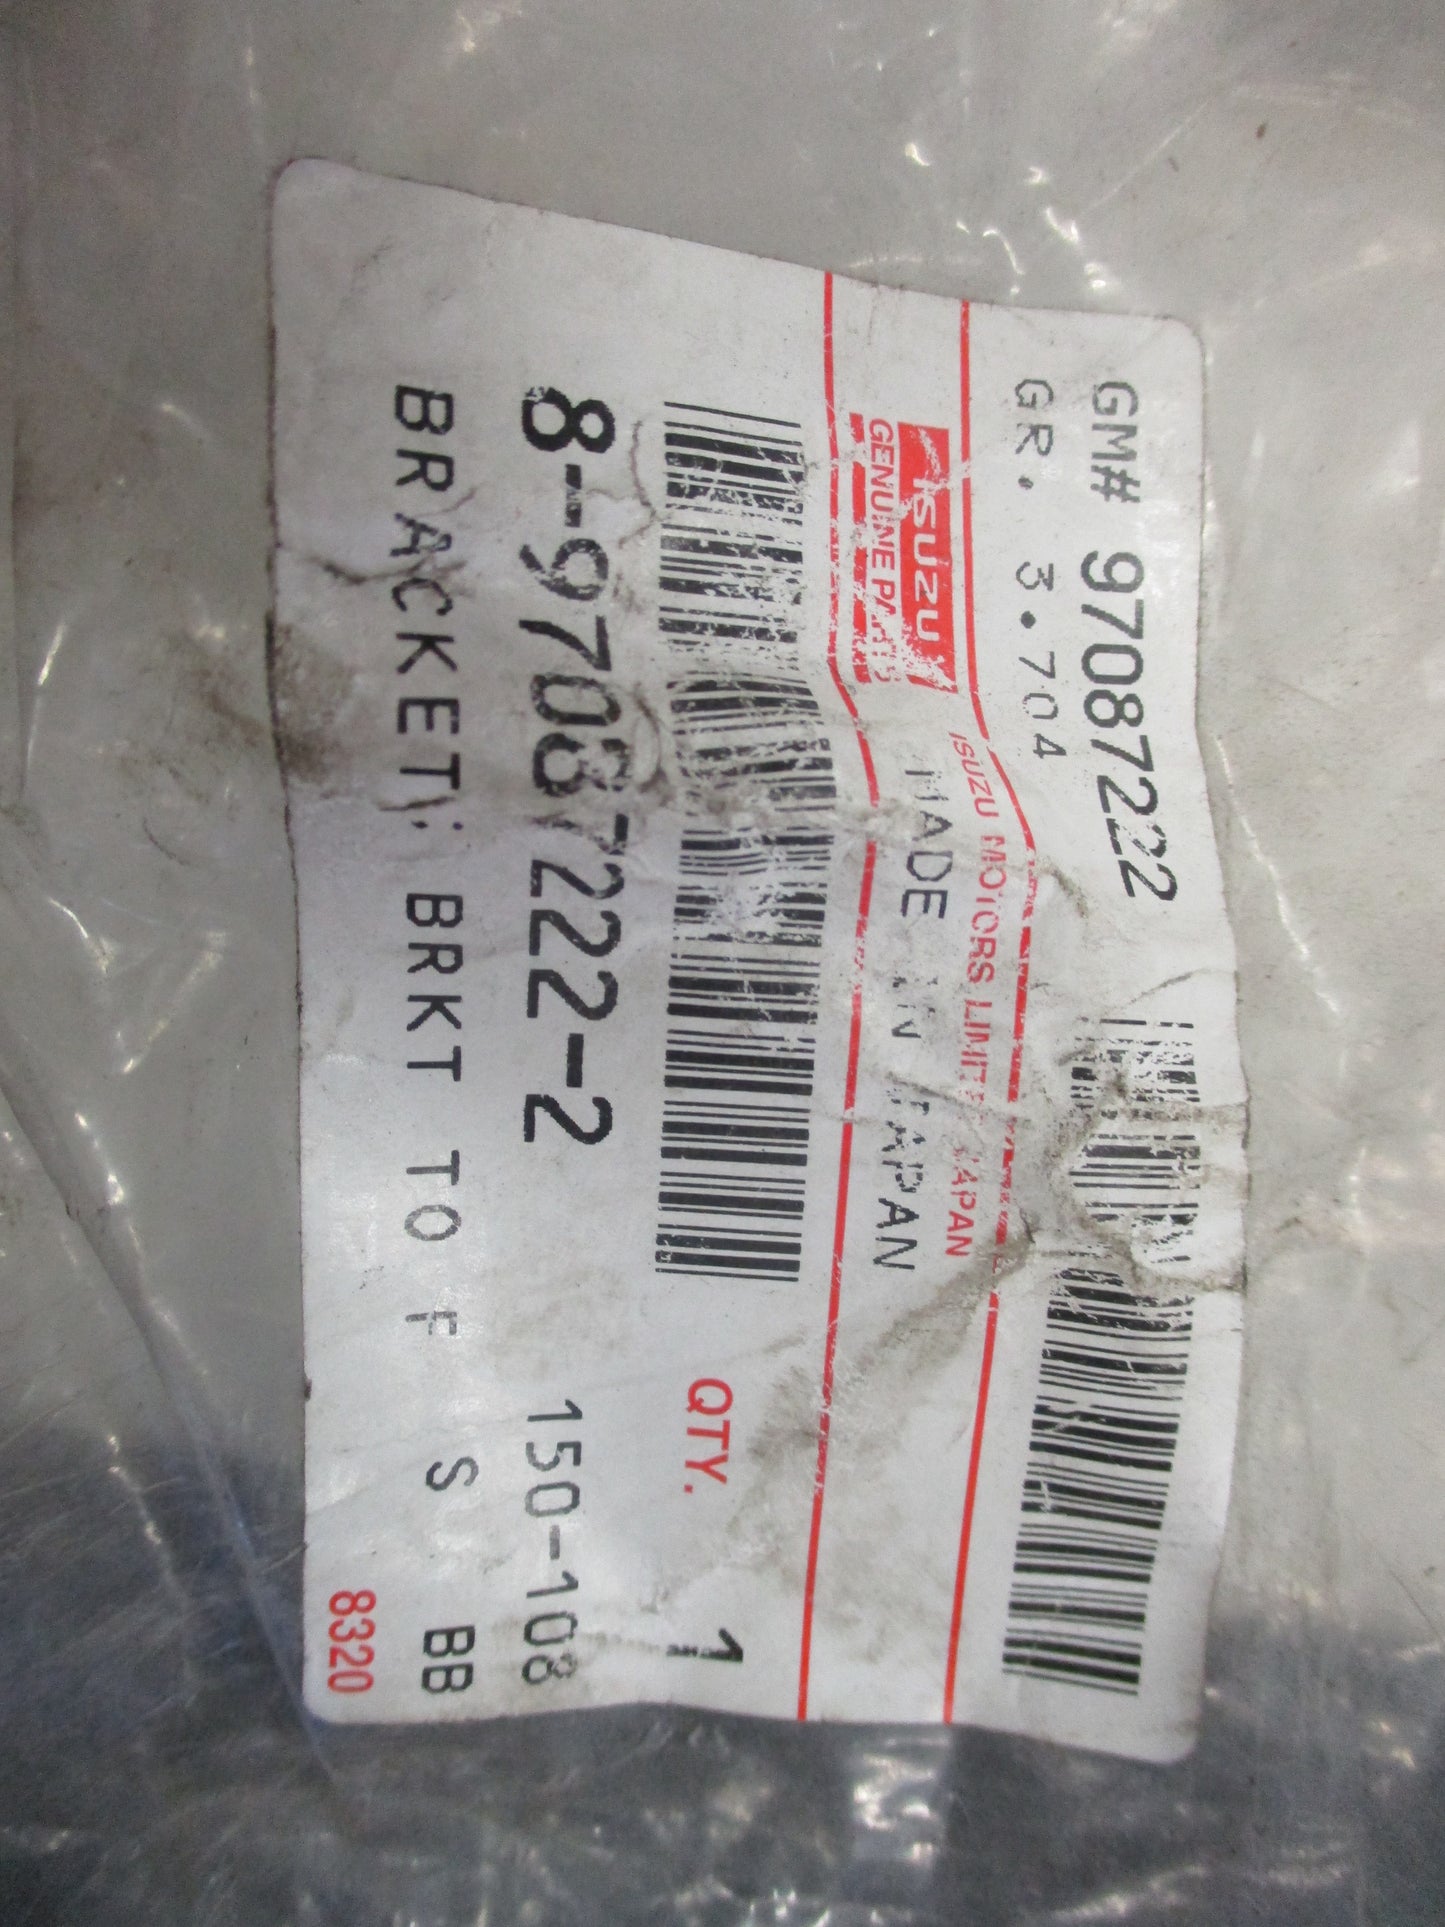 GM# 97087222
GR. 3.704
ISUZU
GENUINE PARTS
ISUZU MOTORS LIMITED JAPAN
MADE IN JAPAN
QTY. 1
8-97087222-2 150-108
BRACKET; BRKT TO F S BB
8320